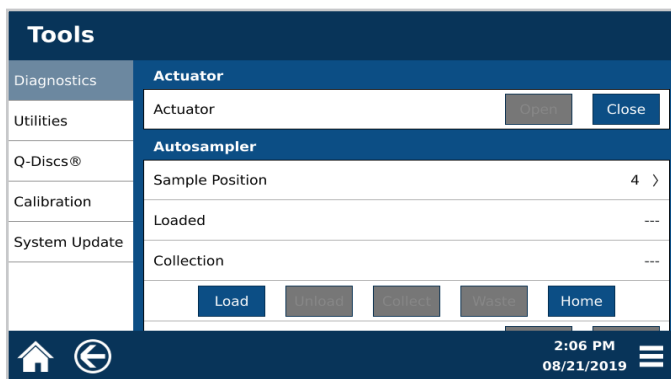 Tools
Diagnostics
Utilities
Q-Discs®
Calibration
System Update
Actuator
Actuator Open Close
Autosampler
Sample Position 4 〉
Loaded ---
Collection ---
Load Unload Collect Waste Home
2:06 PM
08/21/2019